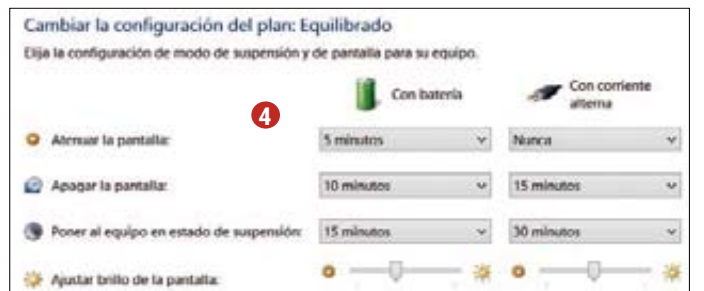 Cambiar la configuración del plan: Equilibrado
Elija la configuración de modo de suspensión y de pantalla para su equipo.
Con batería
Con corriente alterna
4
Atenuar la pantalla: 5 minutos Nunca
Apagar la pantalla: 10 minutos 15 minutos
Poner al equipo en estado de suspensión: 15 minutos 30 minutos
Ajustar brillo de la pantalla: